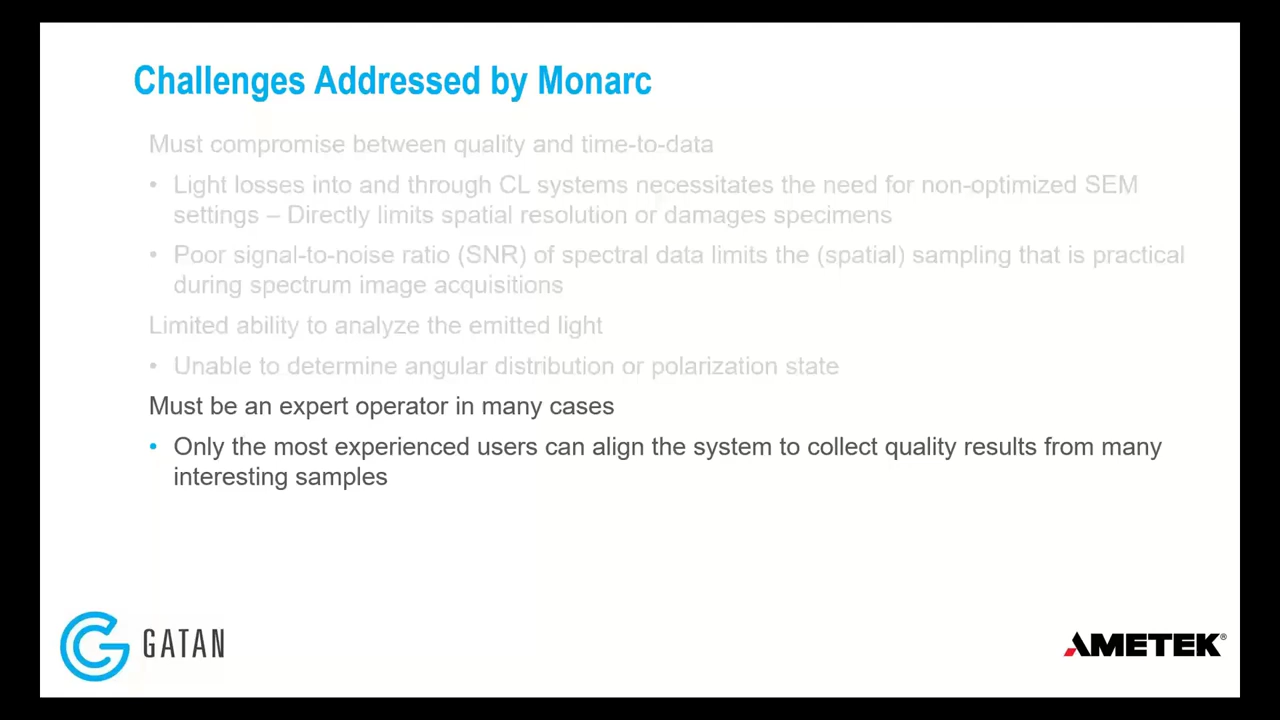 Challenges Addressed by Monarc
Must compromise between quality and time-to-data
• Light losses into and through CL systems necessitates the need for non-optimized SEM
settings – Directly limits spatial resolution or damages specimens
• Poor signal-to-noise ratio (SNR) of spectral data limits the (spatial) sampling that is practical
during spectrum image acquisitions
Limited ability to analyze the emitted light
• Unable to determine angular distribution or polarization state
Must be an expert operator in many cases
• Only the most experienced users can align the system to collect quality results from many
interesting samples
GATAN
AMETEK®